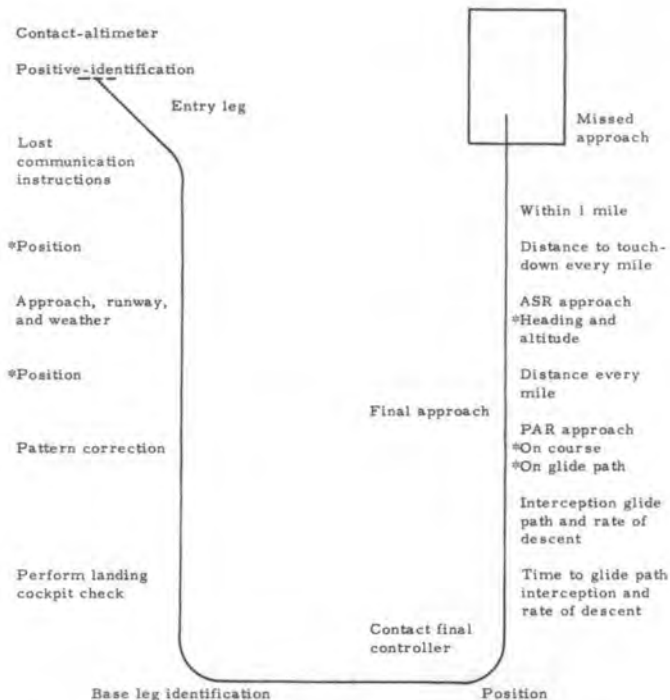 Contact-altimeter
Positive-identification
Entry leg
Lost
communication
instructions
*Position
Approach, runway,
and weather
*Position
Pattern correction
Perform landing
cockpit check
Base leg identification
Position
Contact final
controller
Final approach
Missed
approach
Within 1 mile
Distance to touch-
down every mile
ASR approach
*Heading and
altitude
Distance every
mile
PAR approach
*On course
*On glide path
Interception glide
path and rate of
descent
Time to glide path
interception and
rate of descent